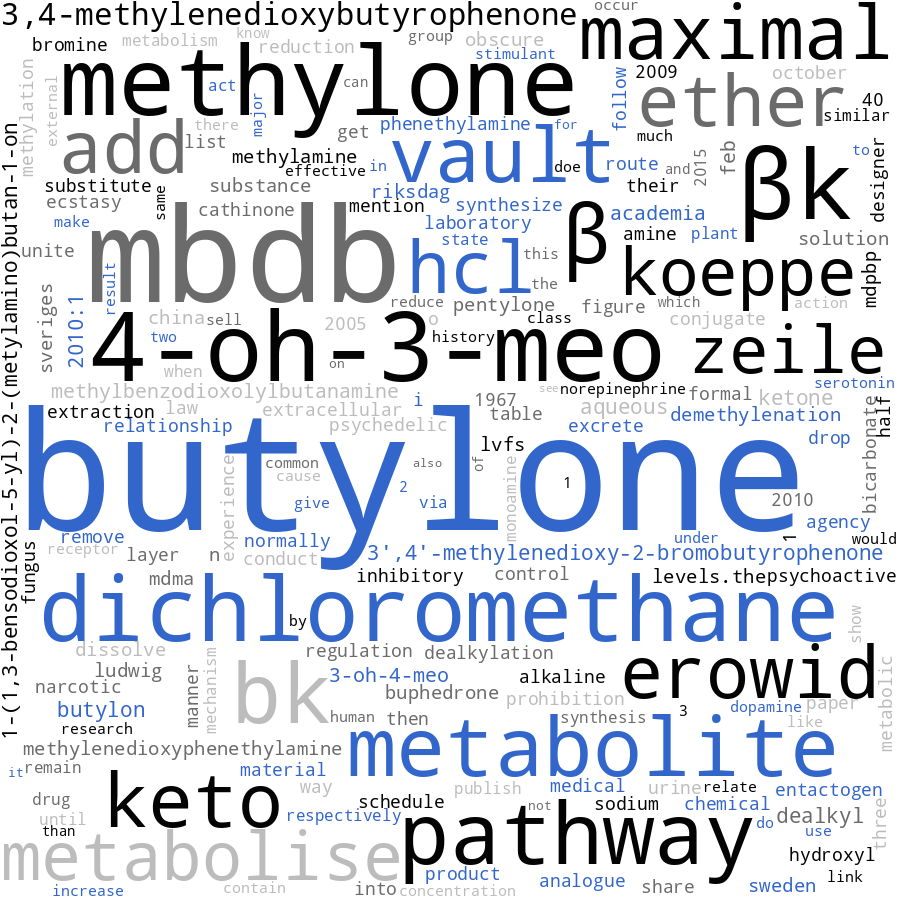 3,4-methylenedioxybutyrophenone
occur
maximal
bromine
metabolism
know
reduction
group
obscure
stimulant
methylone
act
can
major
follow
2009
october
ether
40
similar
methylation
external
add
there
list
get
phenethylamine
for
much
methylamine
effective
in
vault
doe
route
and
2015
feb
βk
to
designer
substitute
same
substance
riksdag
their
ecstasy
cathinone
mention
synthesize
β
academia
make
laboratory
amine
plant
solution
unite
mbdb
state
hcl
this
koeppe
mdpbp
result
the
sveriges
2010:1
reduce
pentylone
figure
which
action
china
sell
2005
o
class
conjugate
two
4-oh-3-meo
history
zeile
when
on
methylbenzodioxolylbutanamine
i
see
norepinephrine
formal
ketone
serotonin
1967
extraction
law
extracellular
table
aqueous
demethylenation
bicarbonate
half
relationship
psychedelic
excrete
drop
butylone
lvfs
experience
common
also
of
cause
monoamine
1
give
2
via
2010
agency
1-(1,3-bensodioxol-5-yl)-2-(metylamino)butan-1-on
remove
normally
under
1
would
fungus
receptor
layer
n
conduct
3',4'-methylenedioxy-2-bromobutyrophenone
mdma
inhibitory
control
levels.thepsychoactive
dichloromethane
by
show
dissolve
regulation
dealkylation
ludwig
bk
3-oh-4-meo
alkaline
erowid
narcotic
manner
mechanism
buphedrone
prohibition
metabolic
butylon
human
then
synthesis
3
dopamine
paper
research
like
methylenedioxyphenethylamine
metabolite
it
remain
material
way
publish
medical
urine
relate
entactogen
drug
keto
schedule
not
sodium
chemical
dealkyl
until
respectively
pathway
do
use
three
than
metabolise
hydroxyl
product
link
increase
contain
into
concentration
analogue
share
sweden